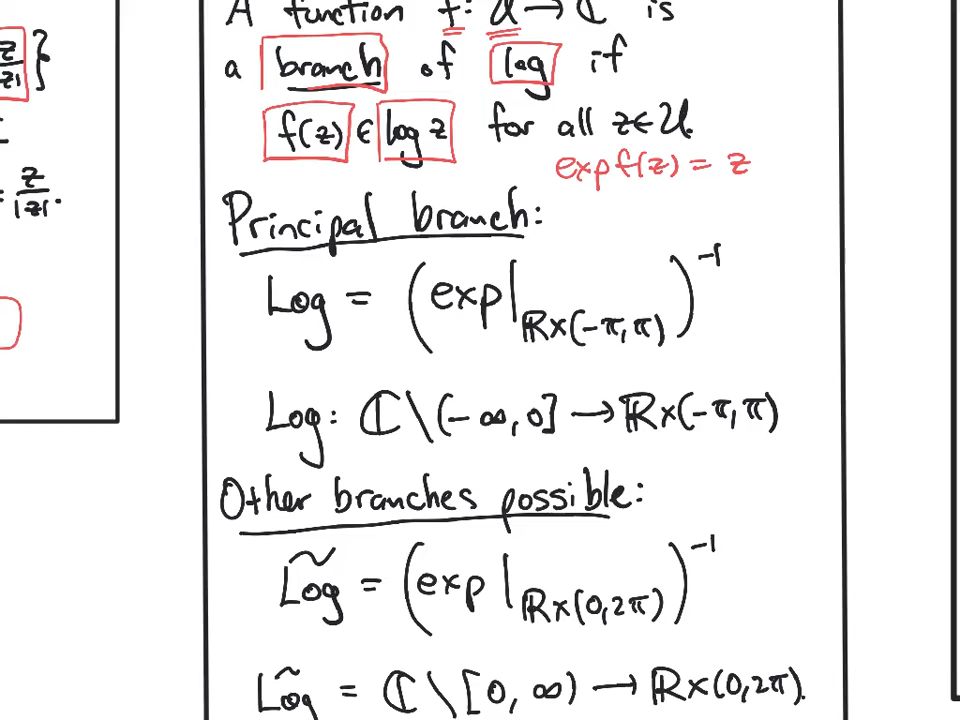 z
|z|
}
= z/|z|.
A function f: U → ℂ is
a branch of log if
f(z) ∈ log z for all z ∈ U.
exp f(z) = z
Principal branch:
Log = (exp|ℝ×(-π,π))⁻¹
Log: ℂ \ (-∞,0] → ℝ×(-π,π)
Other branches possible:
L͂og = (exp|ℝ×(0,2π))⁻¹
L͂og = ℂ \ [0,∞) → ℝ×(0,2π).